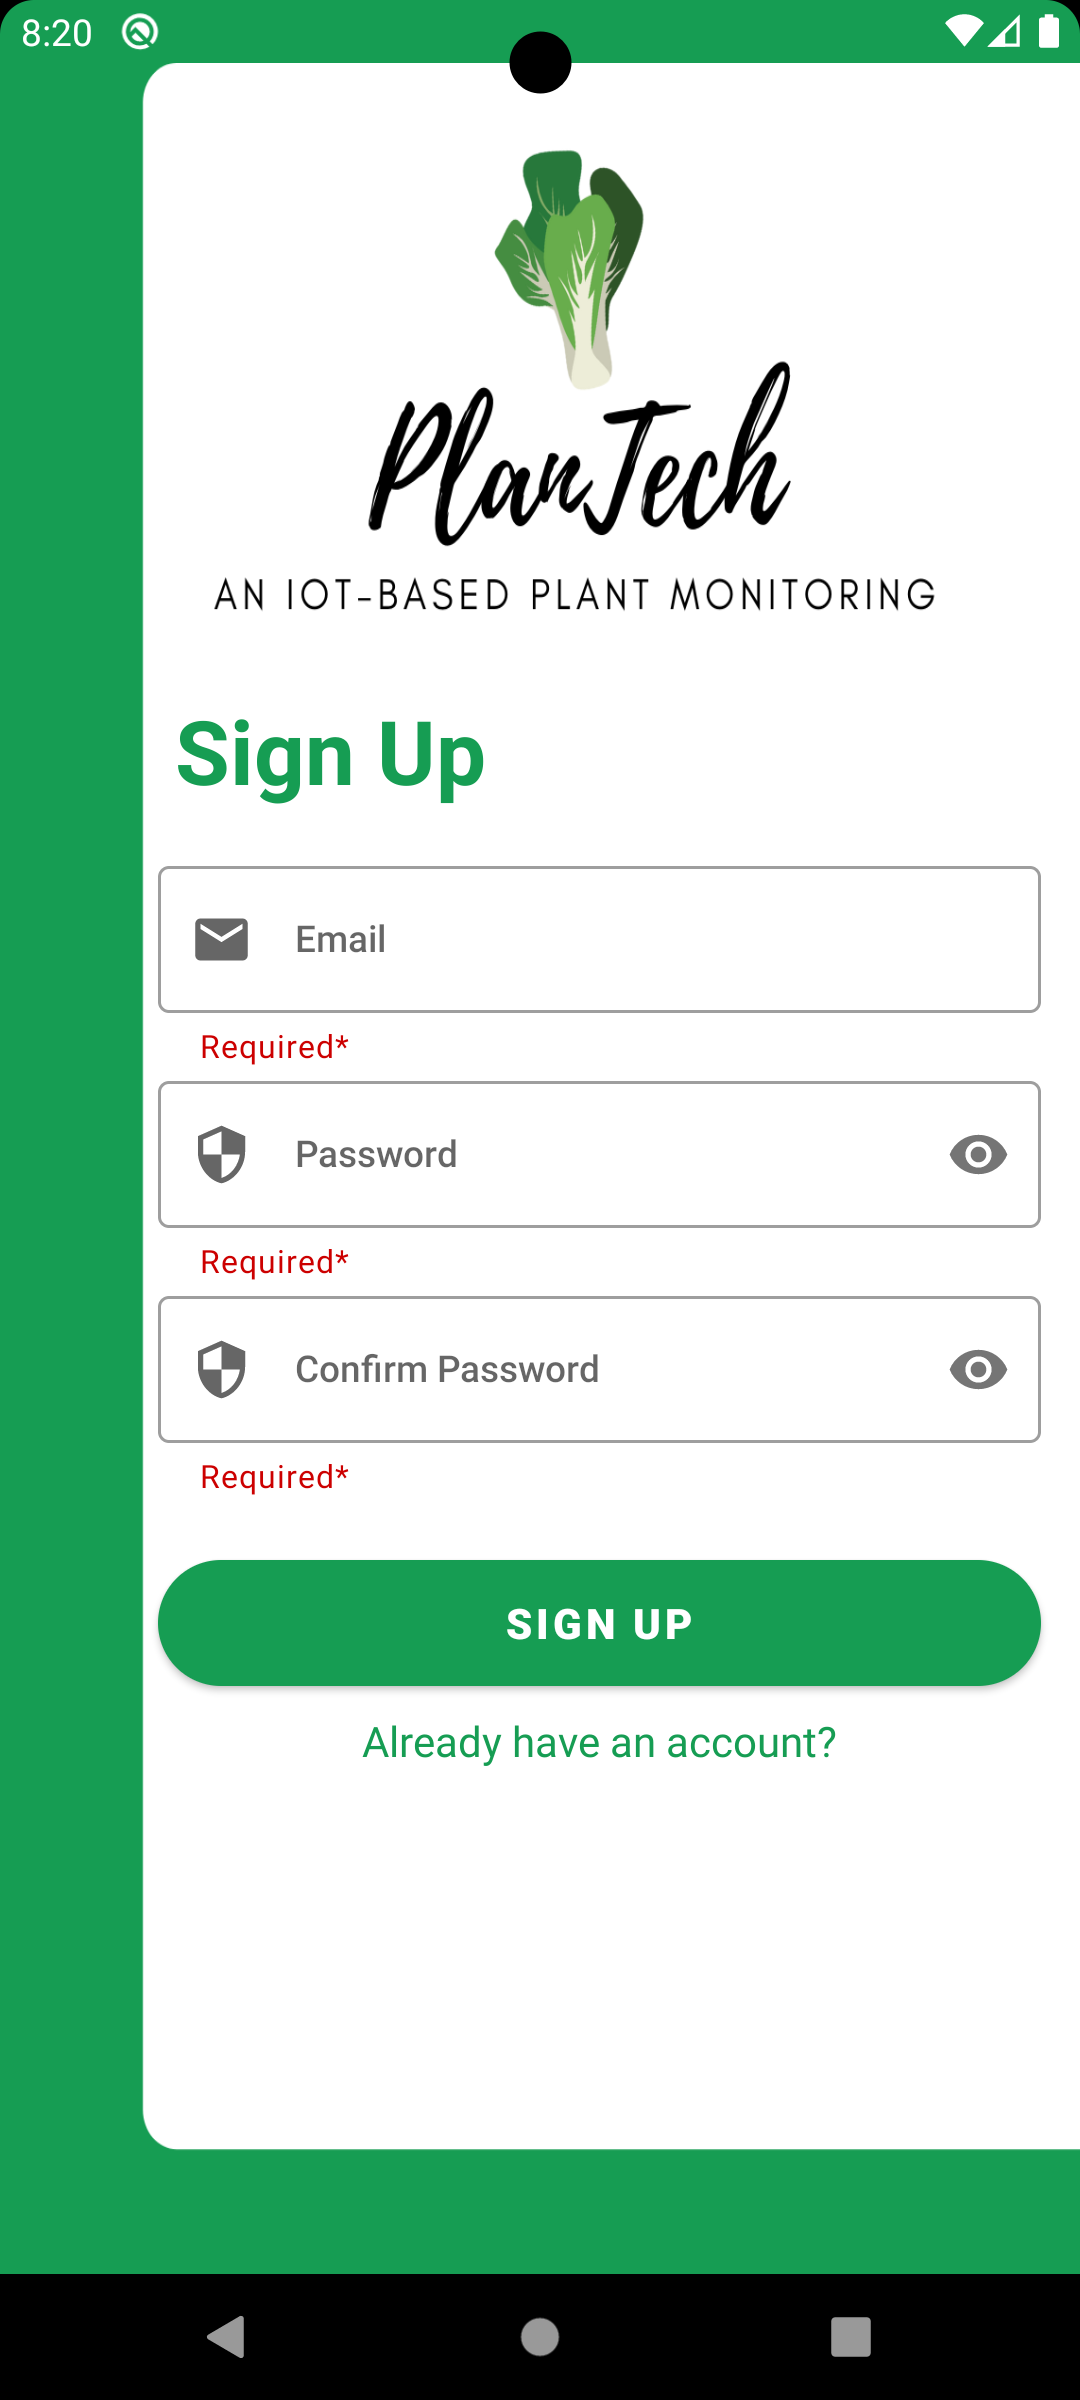 8:20
PlanTech
AN IOT-BASED PLANT MONITORING
Sign Up
Email
Required*
Password
Required*
Confirm Password
Required*
SIGN UP
Already have an account?